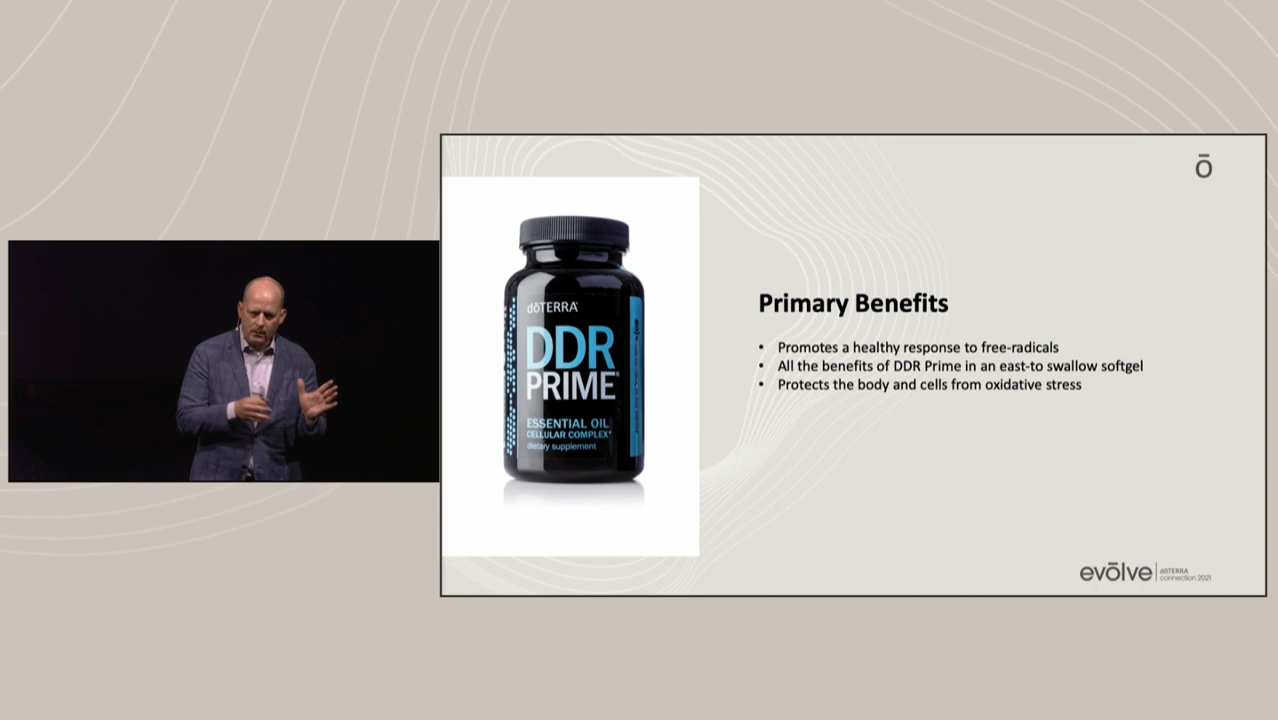 ō
dōTERRA
DDR
PRIME®
ESSENTIAL OIL
CELLULAR COMPLEX*
dietary supplement
Primary Benefits
• Promotes a healthy response to free-radicals
• All the benefits of DDR Prime in an east-to swallow softgel
• Protects the body and cells from oxidative stress
evōlve
dōTERRA
connection 2021